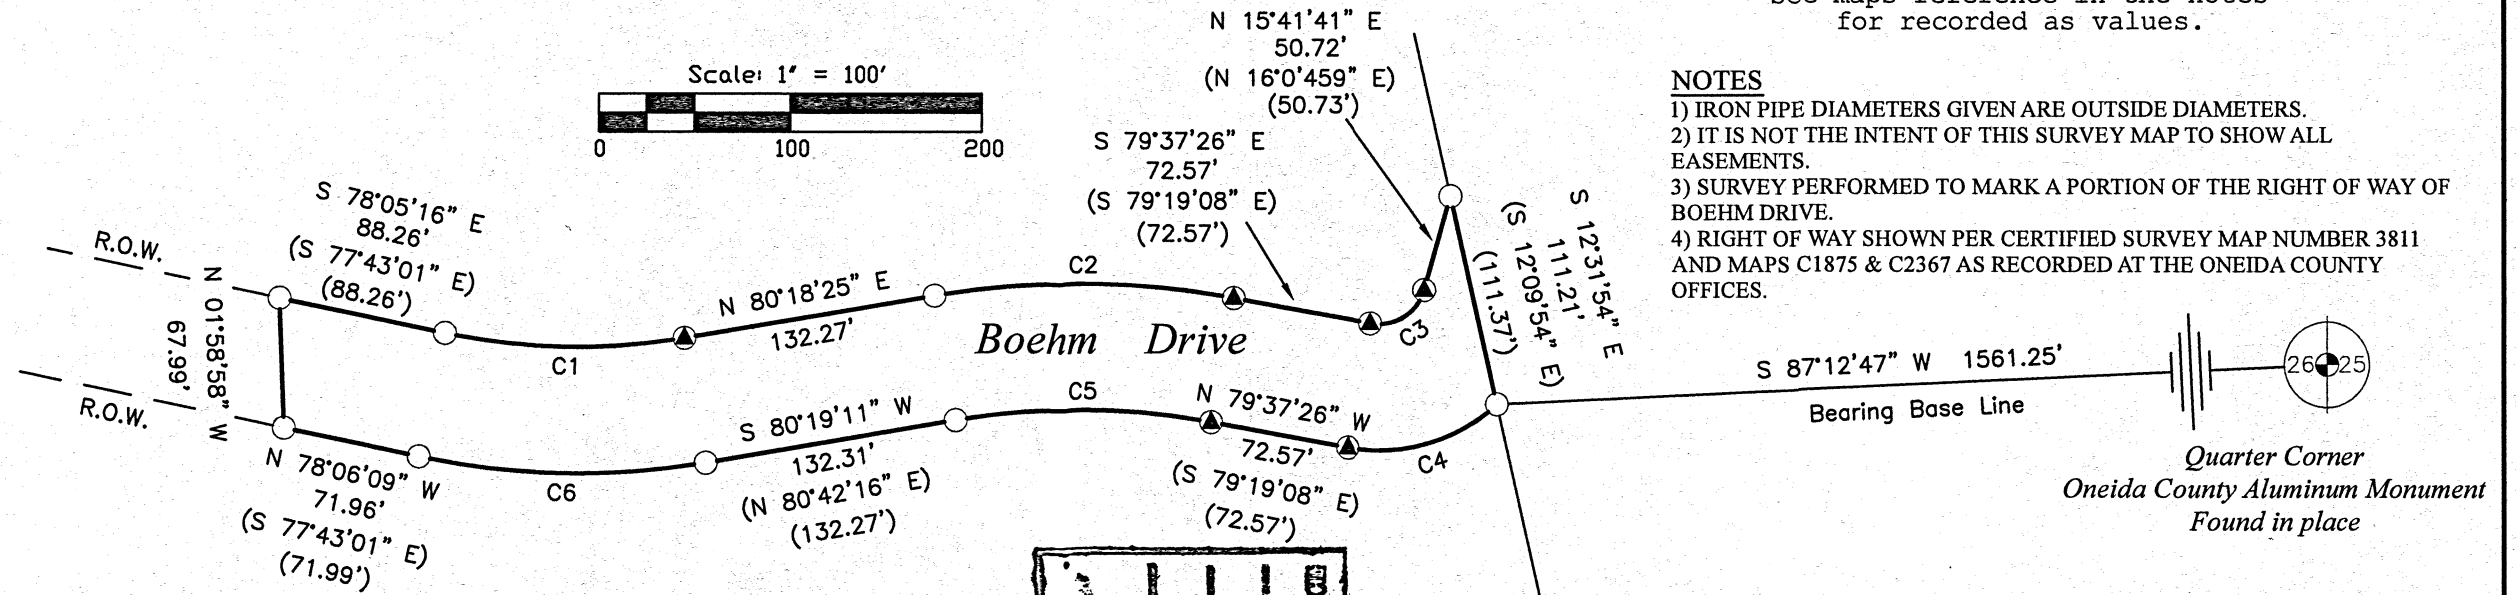 for recorded as values.
N 15°41'41" E
50.72'
(N 16°0'459" E)
(50.73')
Scale: 1" = 100'
0 100 200
S 79°37'26" E
72.57'
(S 79°19'08" E)
(72.57')
NOTES
1) IRON PIPE DIAMETERS GIVEN ARE OUTSIDE DIAMETERS.
2) IT IS NOT THE INTENT OF THIS SURVEY MAP TO SHOW ALL
EASEMENTS.
3) SURVEY PERFORMED TO MARK A PORTION OF THE RIGHT OF WAY OF
BOEHM DRIVE.
4) RIGHT OF WAY SHOWN PER CERTIFIED SURVEY MAP NUMBER 3811
AND MAPS C1875 & C2367 AS RECORDED AT THE ONEIDA COUNTY
OFFICES.
S 78°05'16" E
88.26'
(S 77°43'01" E)
(88.26')
R.O.W.
N 01°58'58" W
67.99'
R.O.W.
C1
N 80°18'25" E
132.27'
C2
Boehm Drive
C3
S 12°31'54" E
111.21'
(S 12°09'54" E)
(111.37')
S 87°12'47" W 1561.25'
Bearing Base Line
26 25
Quarter Corner
Oneida County Aluminum Monument
Found in place
N 78°06'09" W
71.96'
(S 77°43'01" E)
(71.99')
C6
S 80°19'11" W
132.31'
(N 80°42'16" E)
(132.27')
C5
N 79°37'26" W
72.57'
(S 79°19'08" E)
(72.57')
C4